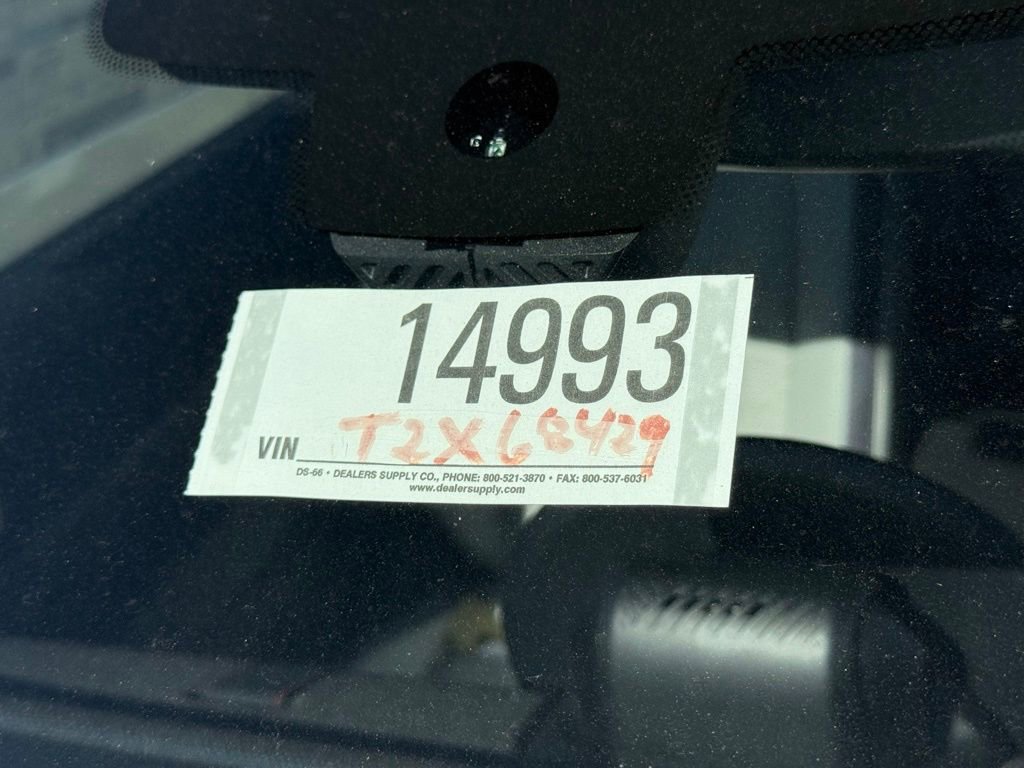 14993
VIN T2X68429
DS-66 • DEALERS SUPPLY CO., PHONE: 800-521-3870 • FAX: 800-537-6031
www.dealersupply.com